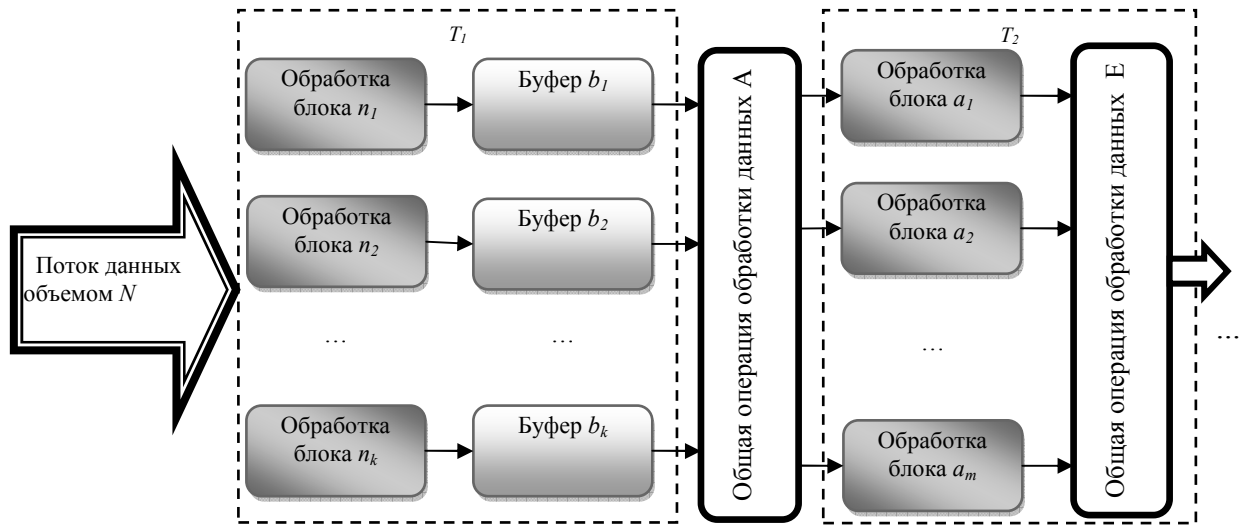 Поток данных
объемом N
T1
Обработка
блока n1
Буфер b1
Обработка
блока n2
Буфер b2
...
...
Обработка
блока nk
Буфер bk
Общая операция обработки данных A
T2
Обработка
блока a1
Обработка
блока a2
...
Обработка
блока am
Общая операция обработки данных E
...